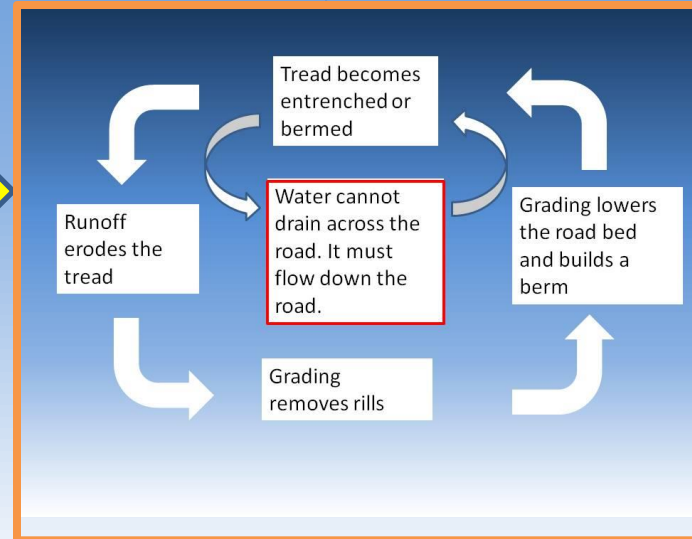 Tread becomes
entrenched or
bermed
Water cannot
drain across the
road. It must
flow down the
road.
Runoff
erodes the
tread
Grading lowers
the road bed
and builds a
berm
Grading
removes rills